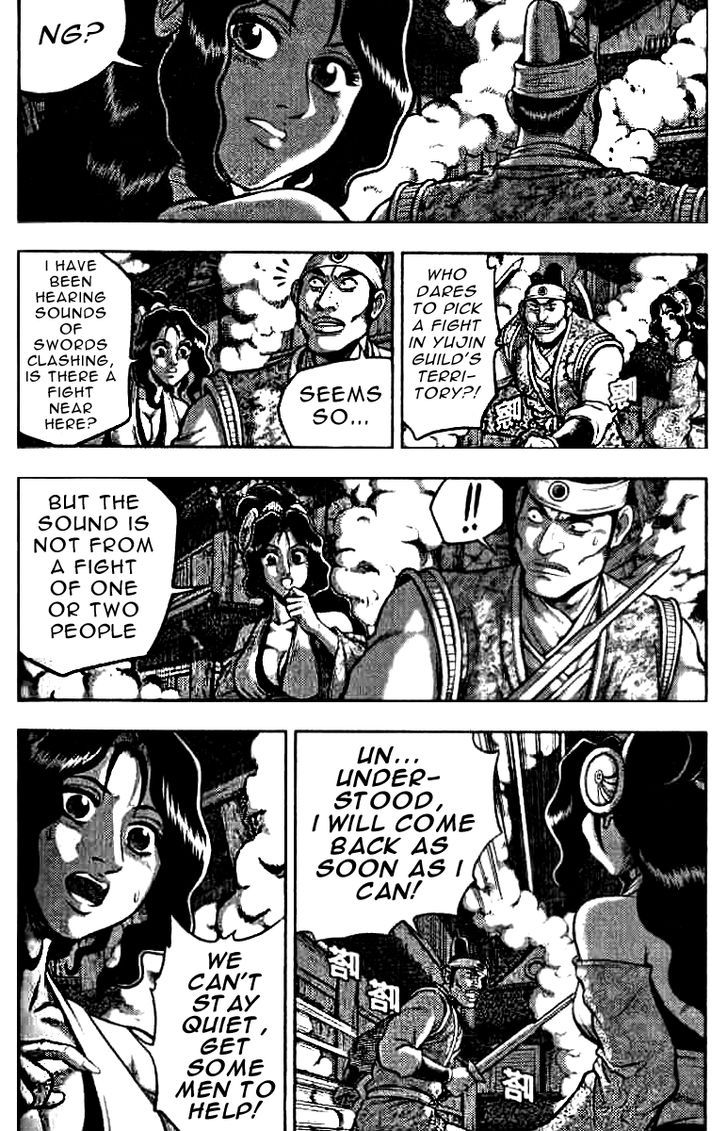 NG?
I HAVE
BEEN
HEARING
SOUNDS
OF
SWORDS
CLASHING,
IS THERE A
FIGHT
NEAR
HERE?
SEEMS
SO...
WHO
DARES
TO PICK
A FIGHT
IN YUJIN
GUILD'S
TERRI-
TORY?!
BUT THE
SOUND IS
NOT FROM
A FIGHT
OF ONE
OR TWO
PEOPLE
!!
WE
CAN'T
STAY
QUIET,
GET
SOME
MEN TO
HELP!
UN...
UNDER-
STOOD,
I WILL COME
BACK AS
SOON AS I
CAN!